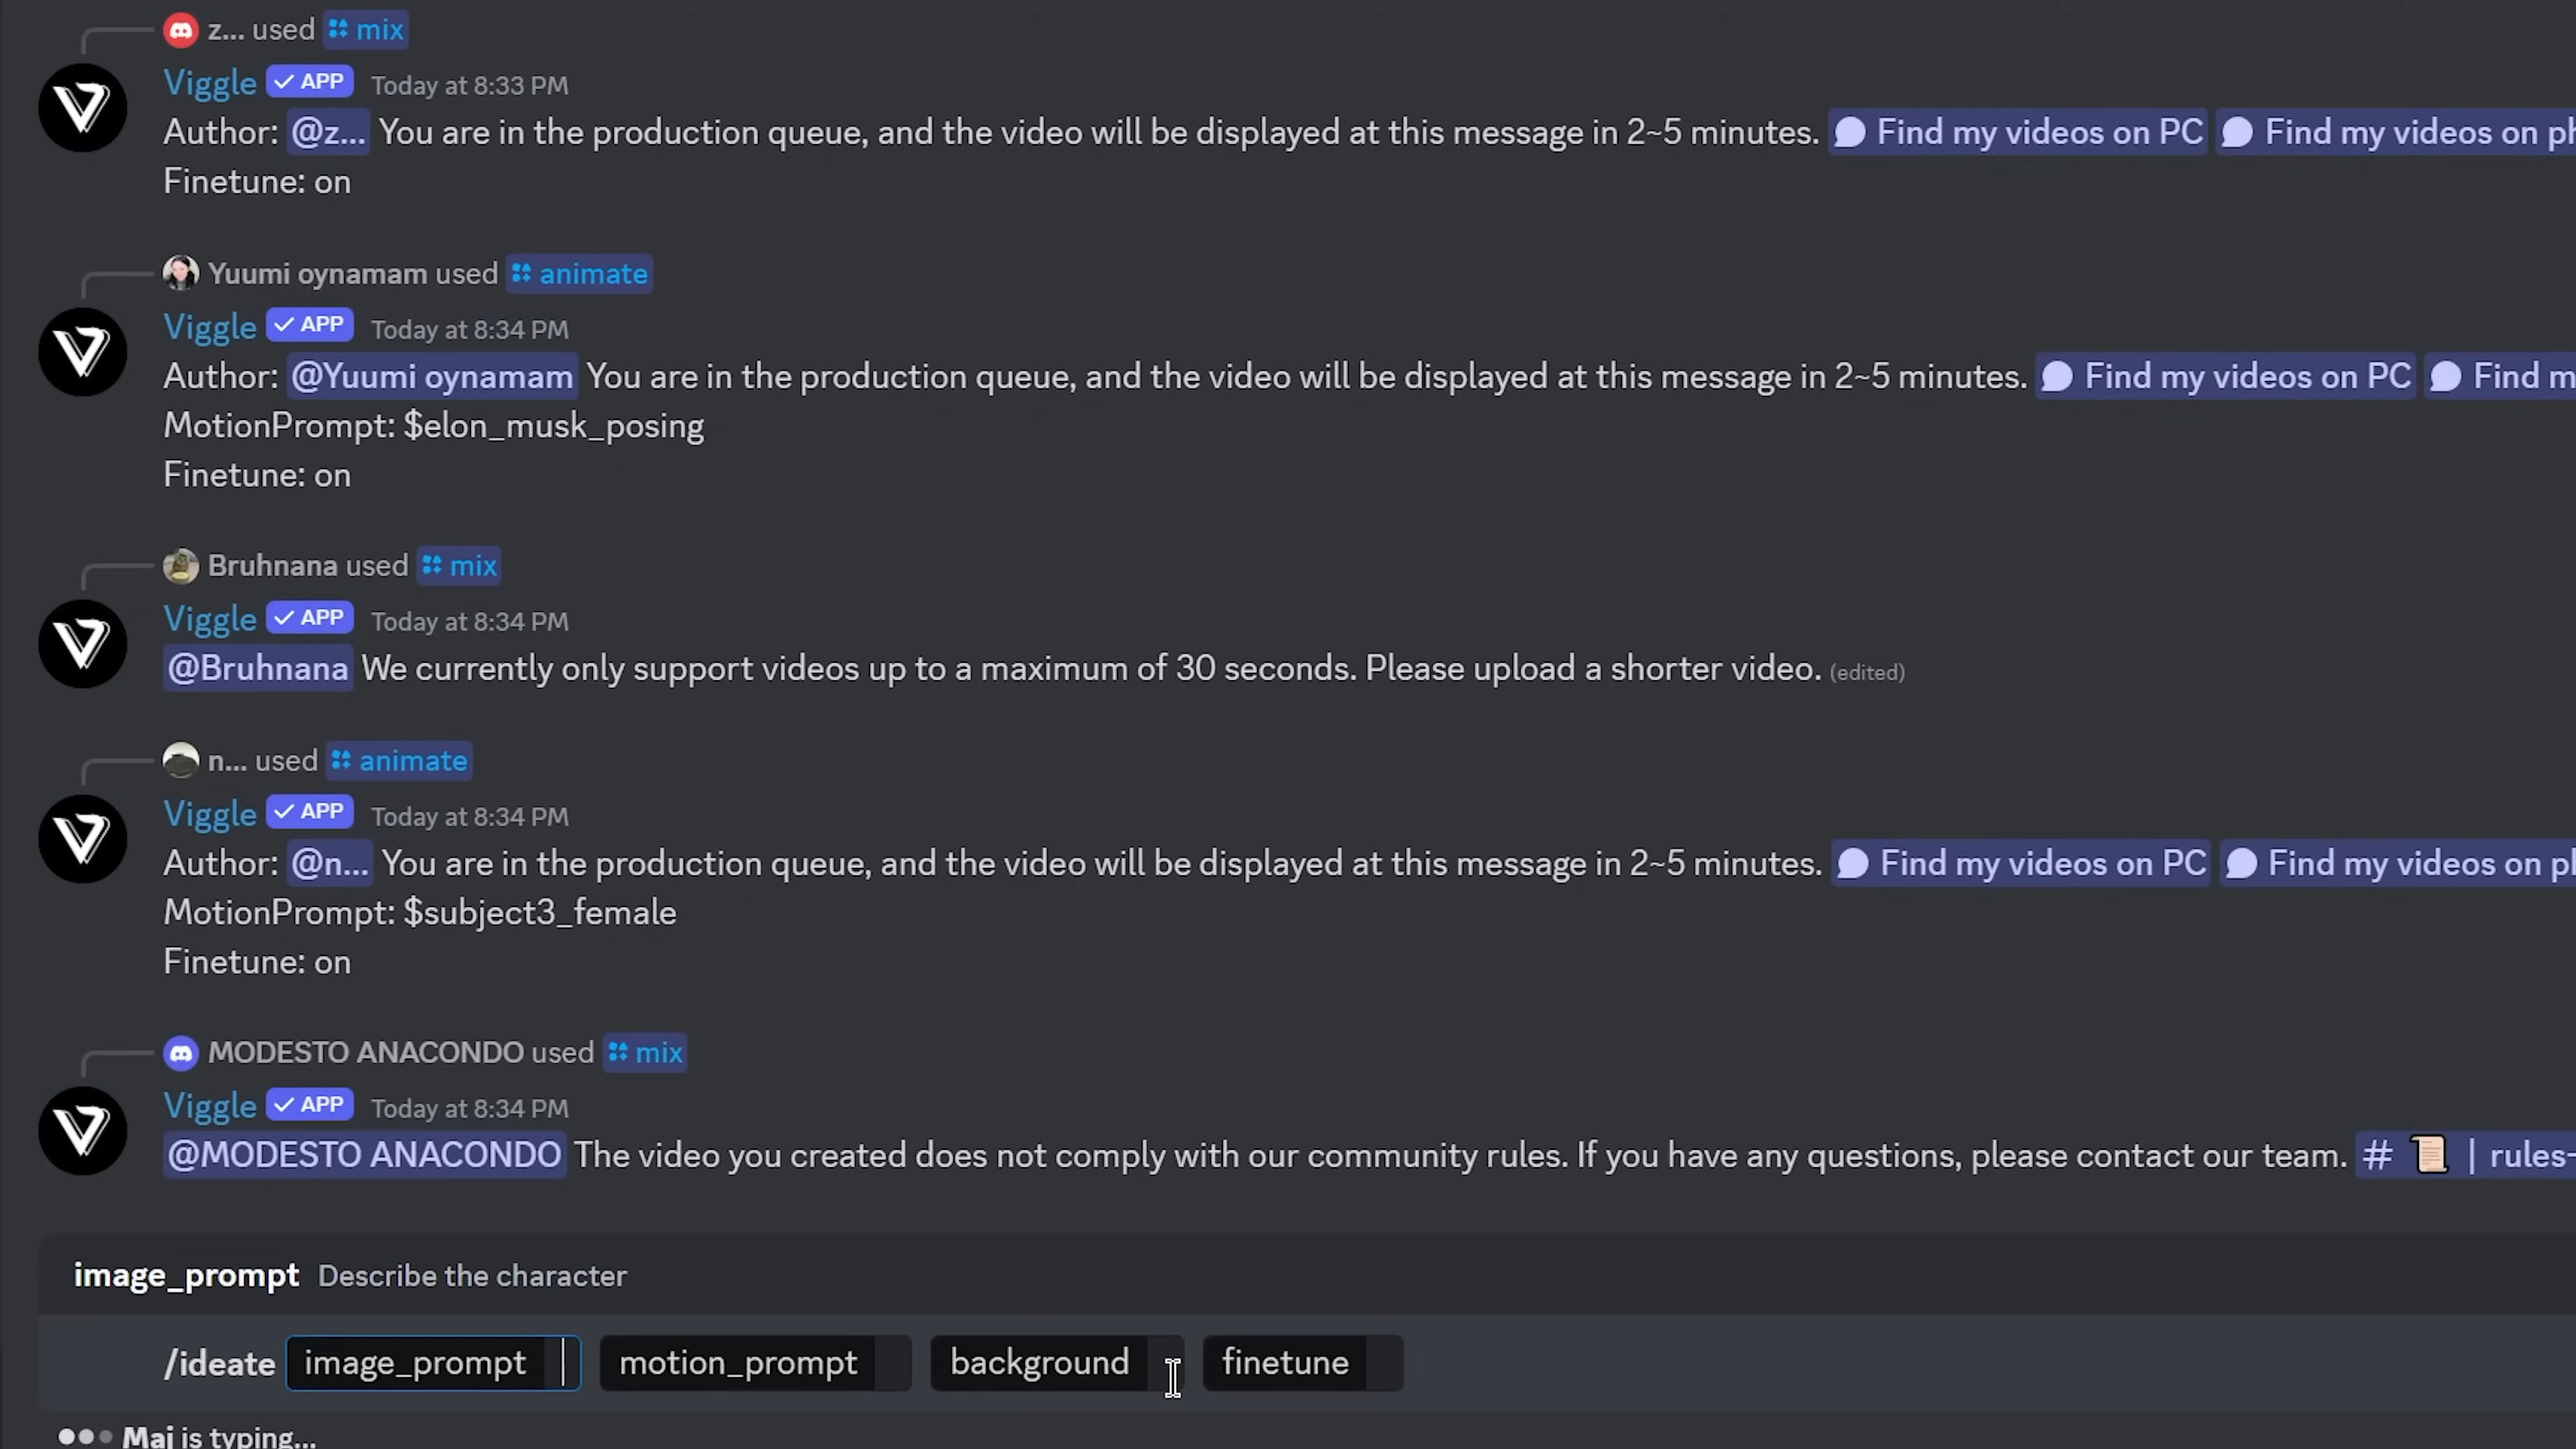 z... used mix
Viggle APP Today at 8:33 PM
Author: @z... You are in the production queue, and the video will be displayed at this message in 2~5 minutes. Find my videos on PC Find my videos on
Finetune: on
Yuumi oynamam used animate
Viggle APP Today at 8:34 PM
Author: @Yuumi oynamam You are in the production queue, and the video will be displayed at this message in 2~5 minutes. Find my videos on PC Find
MotionPrompt: $elon_musk_posing
Finetune: on
Bruhnana used mix
Viggle APP Today at 8:34 PM
@Bruhnana We currently only support videos up to a maximum of 30 seconds. Please upload a shorter video. (edited)
n... used animate
Viggle APP Today at 8:34 PM
Author: @n... You are in the production queue, and the video will be displayed at this message in 2~5 minutes. Find my videos on PC Find my videos on
MotionPrompt: $subject3_female
Finetune: on
MODESTO ANACONDO used mix
Viggle APP Today at 8:34 PM
@MODESTO ANACONDO The video you created does not comply with our community rules. If you have any questions, please contact our team. # | rules-
image_prompt Describe the character
/ideate image_prompt motion_prompt background finetune
Maj is typing...